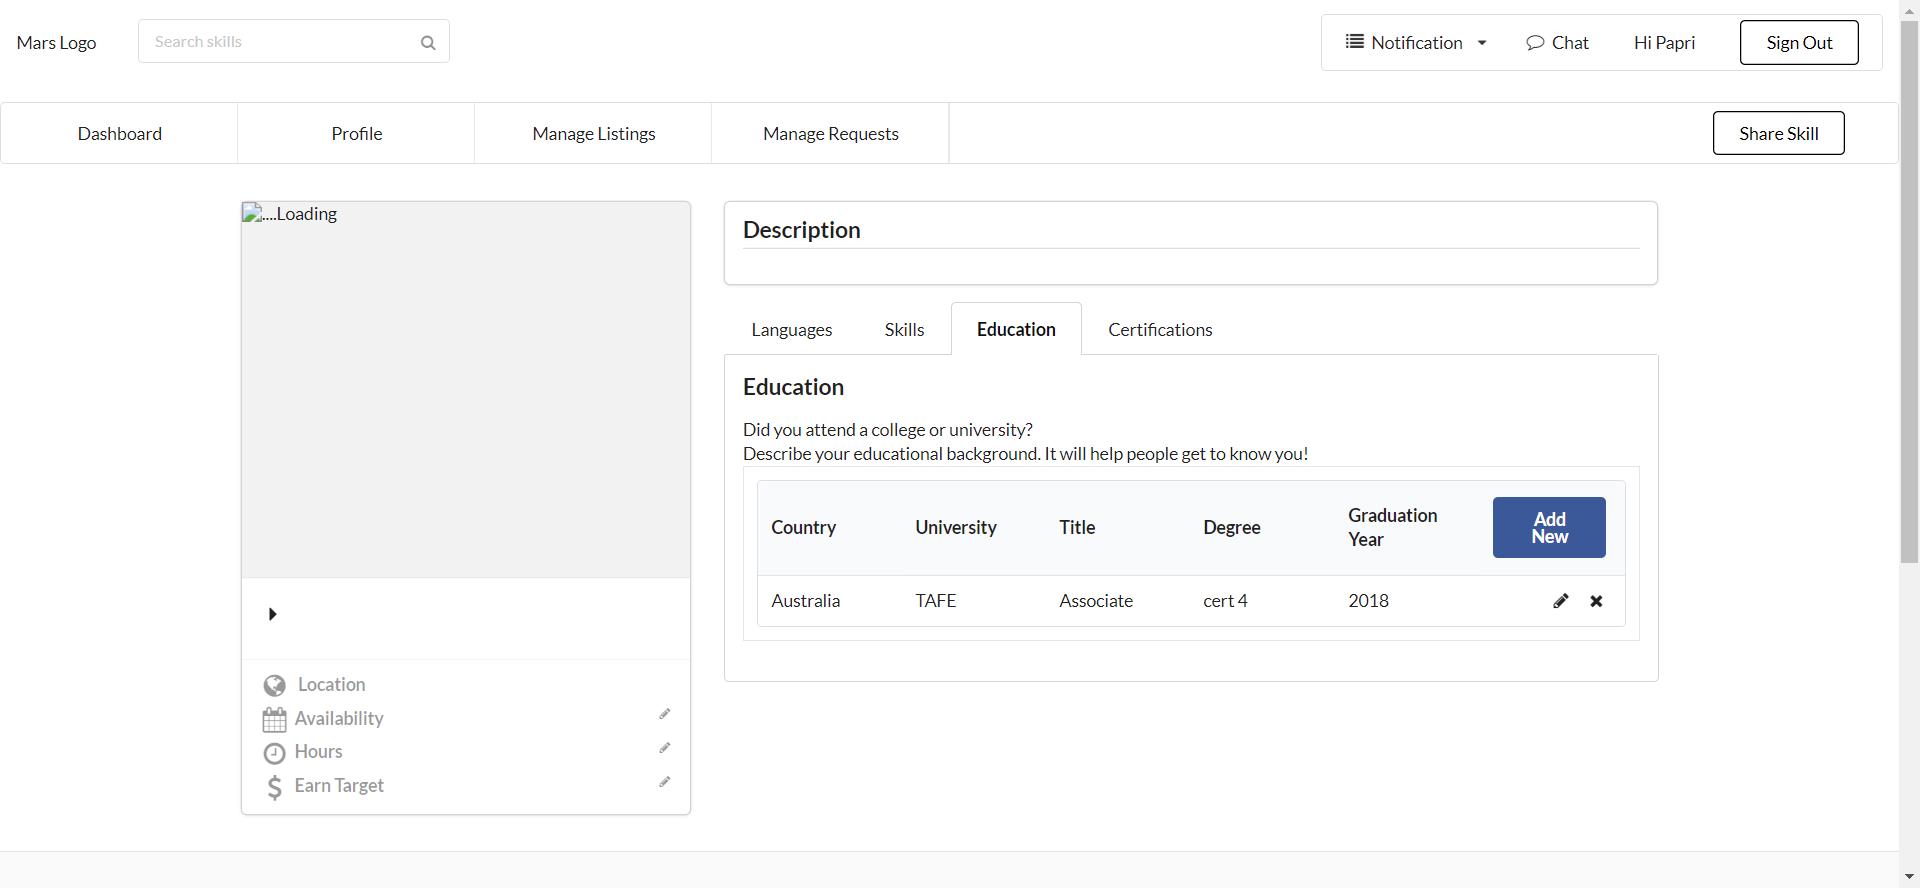 Mars Logo
Search skills
Notification
Chat
Hi Papri
Sign Out
Dashboard
Profile
Manage Listings
Manage Requests
Share Skill
....Loading
Location
Availability
Hours
Earn Target
Description
Languages
Skills
Education
Certifications
Education
Did you attend a college or university?
Describe your educational background. It will help people get to know you!
Country
University
Title
Degree
Graduation
Year
Add
New
Australia
TAFE
Associate
cert 4
2018